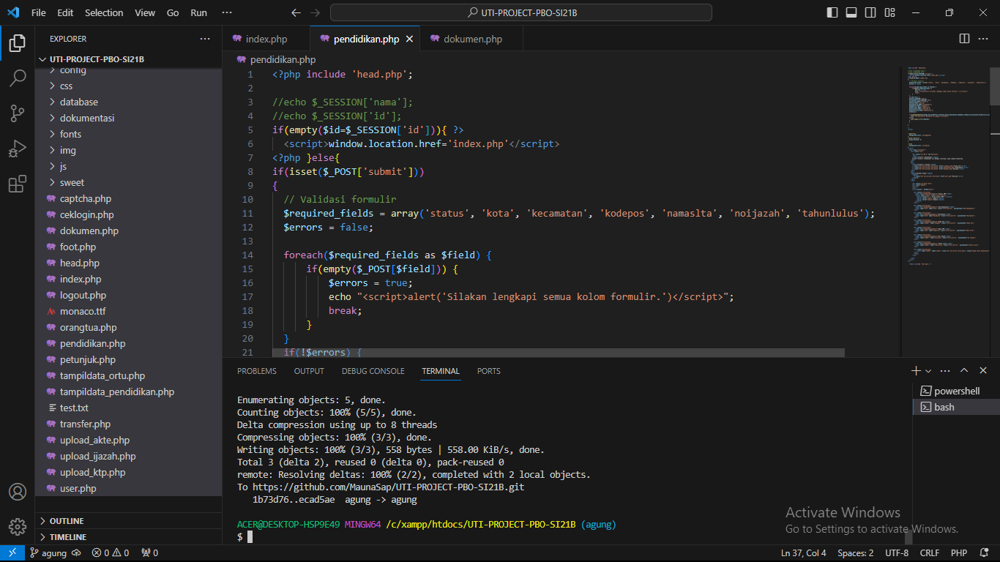 File Edit Selection View Go Run ··· UTI-PROJECT-PBO-SI21B
EXPLORER ···
UTI-PROJECT-PBO-SI21B
config
css
database
dokumentasi
fonts
img
js
sweet
captcha.php
ceklogin.php
dokumen.php
foot.php
head.php
index.php
logout.php
monaco.ttf
orangtua.php
pendidikan.php
petunjuk.php
tampildata_ortu.php
tampildata_pendidikan.php
test.txt
transfer.php
upload_akte.php
upload_ijazah.php
upload_ktp.php
user.php
OUTLINE
TIMELINE
index.php pendidikan.php dokumen.php
pendidikan.php
1 <?php include 'head.php';
2
3 //echo $_SESSION['nama'];
4 //echo $_SESSION['id'];
5 if(empty($id=$_SESSION['id'])){ ?>
6 <script>window.location.href='index.php'</script>
7 <?php }else{
8 if(isset($_POST['submit']))
9 {
10 // Validasi formulir
11 $required_fields = array('status', 'kota', 'kecamatan', 'kodepos', 'namaslta', 'noijazah', 'tahunlulus');
12 $errors = false;
13
14 foreach($required_fields as $field) {
15 if(empty($_POST[$field])) {
16 $errors = true;
17 echo "<script>alert('Silakan lengkapi semua kolom formulir.')</script>";
18 break;
19 }
20 }
21 if(!$errors) {
PROBLEMS OUTPUT DEBUG CONSOLE TERMINAL PORTS
Enumerating objects: 5, done.
Counting objects: 100% (5/5), done.
Delta compression using up to 8 threads
Compressing objects: 100% (3/3), done.
Writing objects: 100% (3/3), 558 bytes | 558.00 KiB/s, done.
Total 3 (delta 2), reused 0 (delta 0), pack-reused 0
remote: Resolving deltas: 100% (2/2), completed with 2 local objects.
To https://github.com/MaunaSap/UTI-PROJECT-PBO-SI21B.git
1b73d76..ecad5ae agung -> agung
ACER@DESKTOP-HSP9E49 MINGW64 /c/xampp/htdocs/UTI-PROJECT-PBO-SI21B (agung)
$
powershell
bash
Activate Windows
Go to Settings to activate Windows.
agung 0 0 0 Ln 37, Col 4 Spaces: 2 UTF-8 CRLF PHP